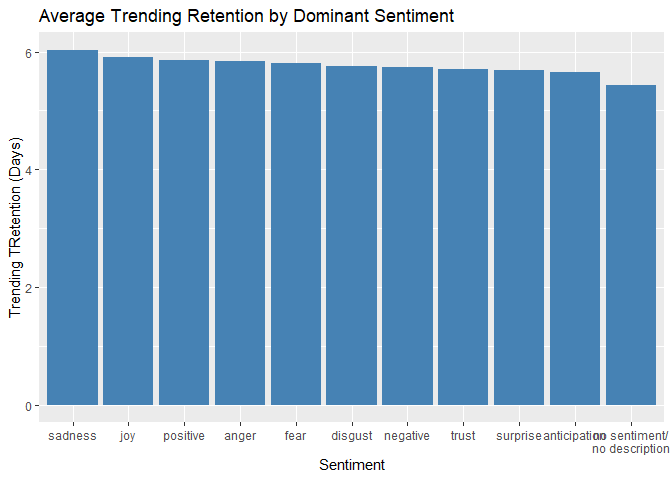 Average Trending Retention by Dominant Sentiment
Trending TRetention (Days)
6
4
2
0
sadness joy positive anger fear disgust negative trust surprise anticipation no sentiment/
no description
Sentiment